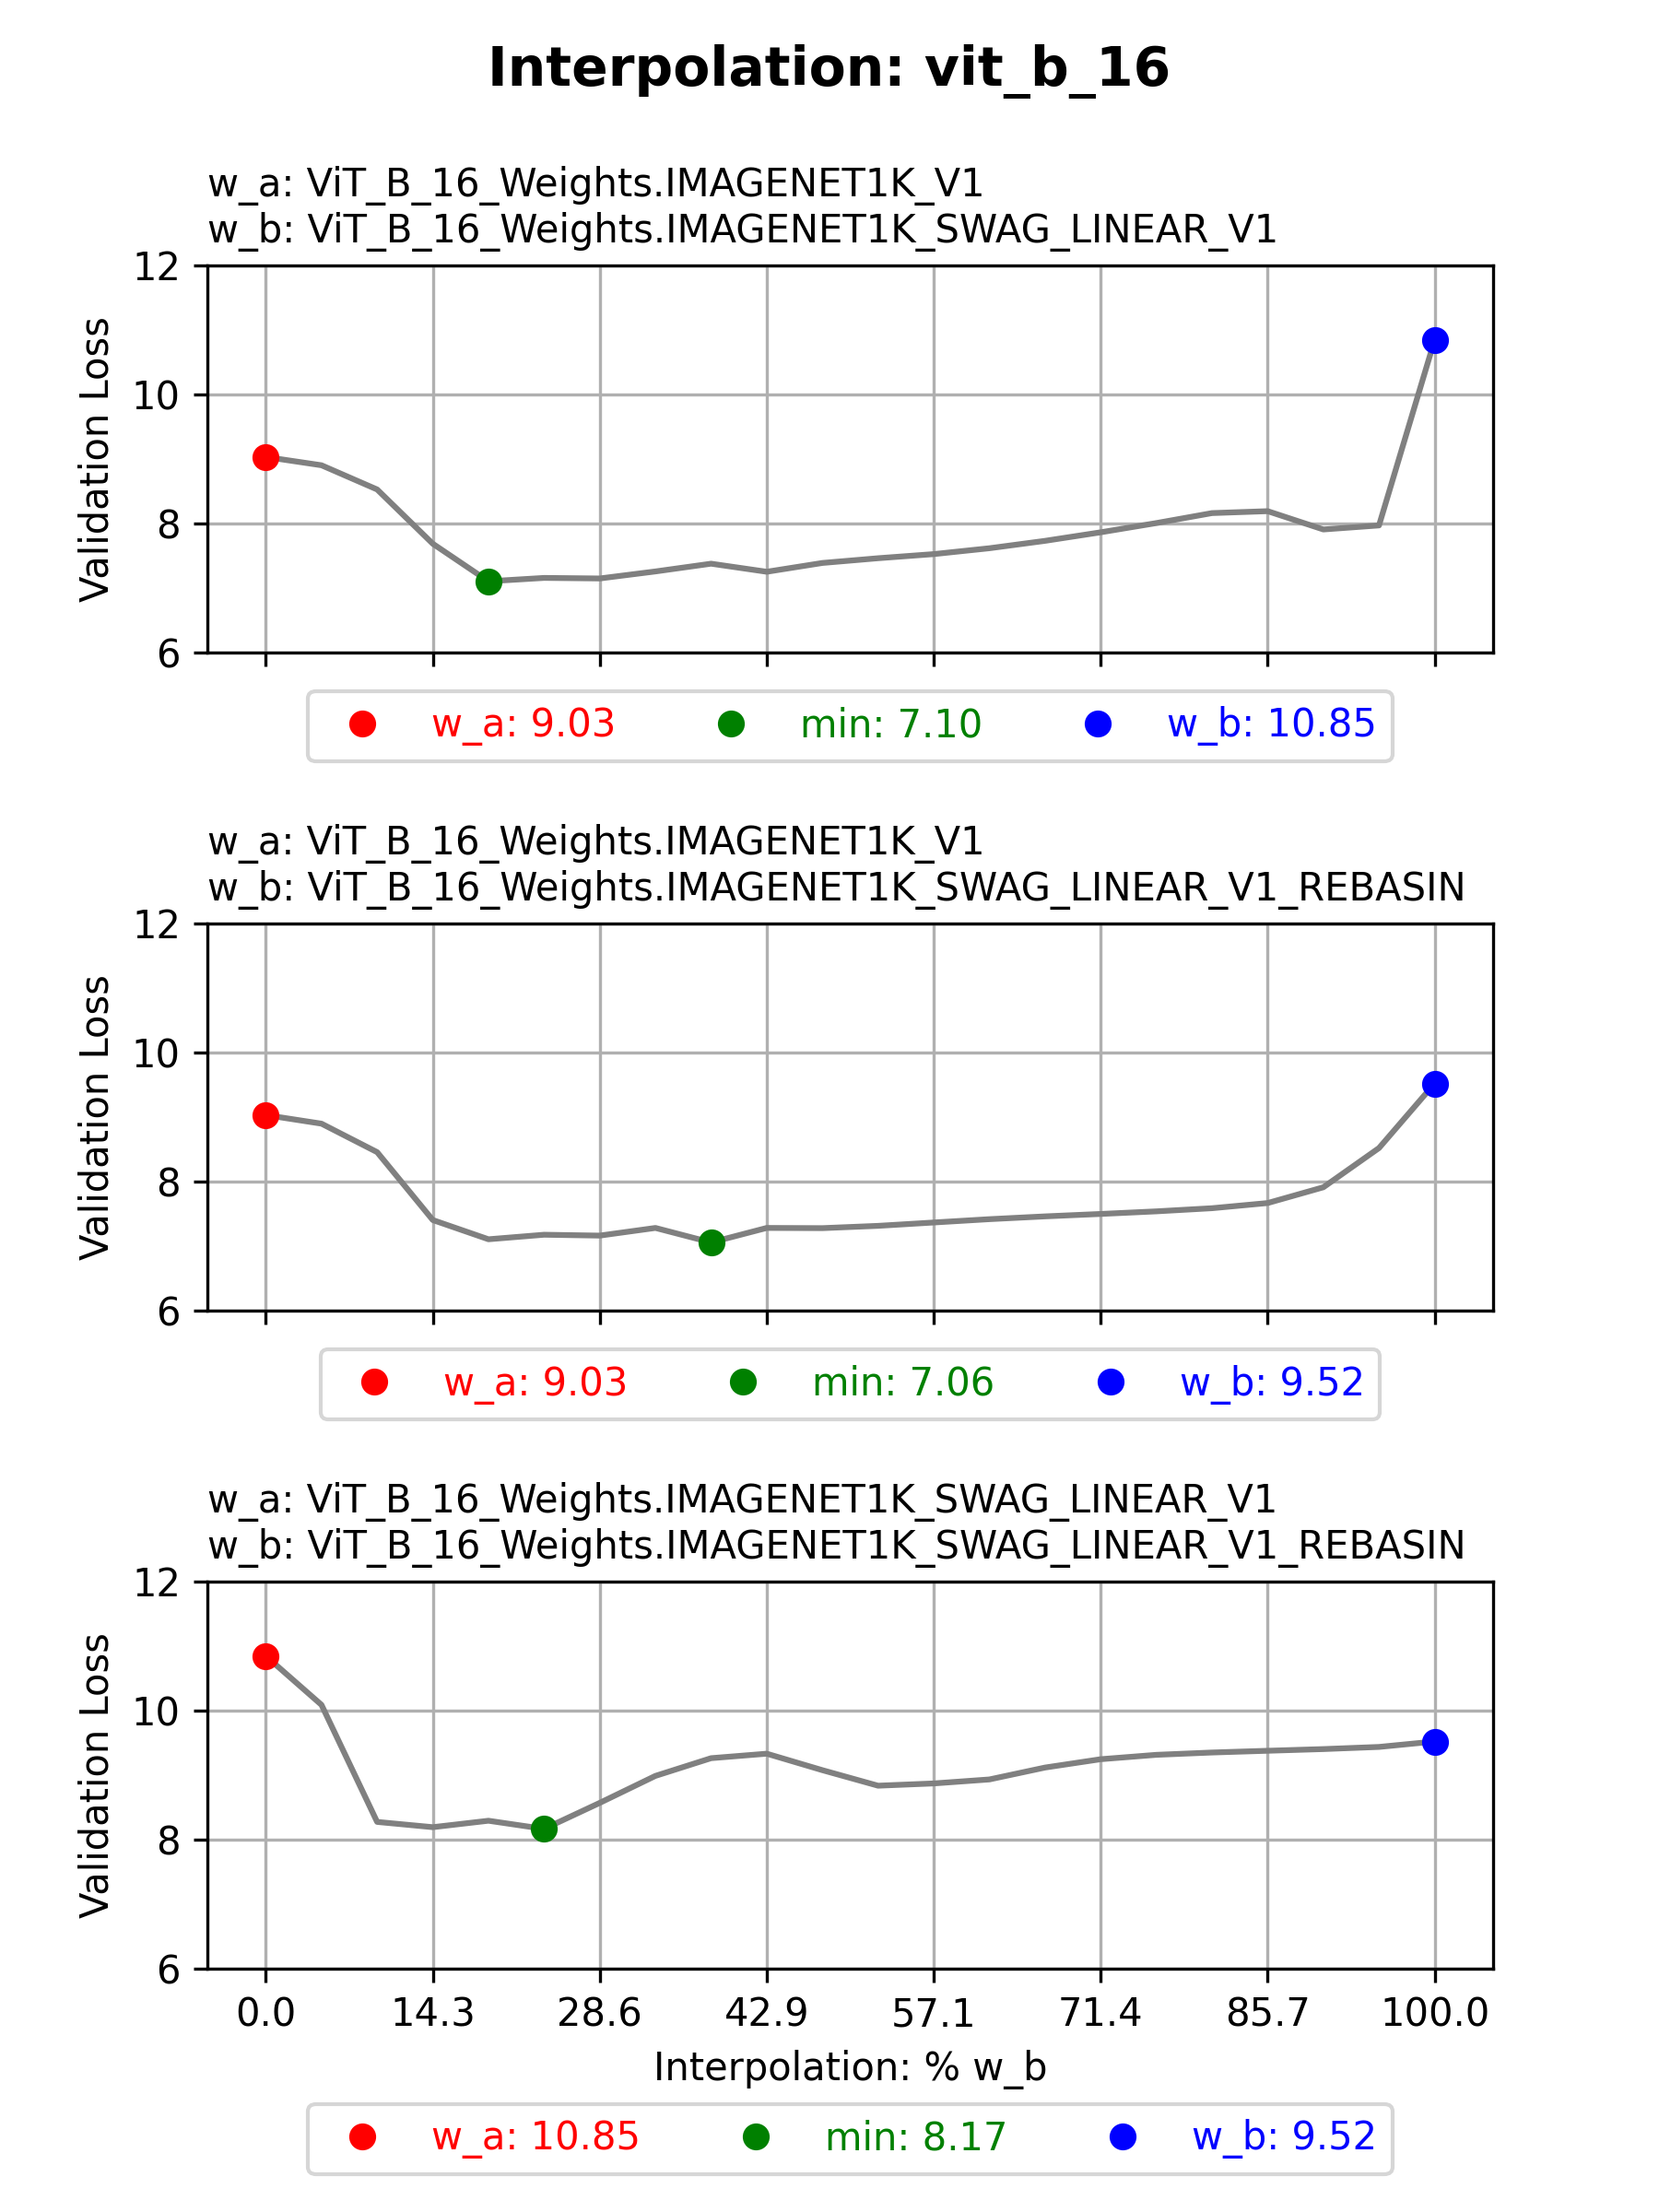 Interpolation: vit_b_16
w_a: ViT_B_16_Weights.IMAGENET1K_V1
w_b: ViT_B_16_Weights.IMAGENET1K_SWAG_LINEAR_V1
12
10
8
6
Validation Loss
w_a: 9.03 min: 7.10 w_b: 10.85
w_a: ViT_B_16_Weights.IMAGENET1K_V1
w_b: ViT_B_16_Weights.IMAGENET1K_SWAG_LINEAR_V1_REBASIN
12
10
8
6
Validation Loss
w_a: 9.03 min: 7.06 w_b: 9.52
w_a: ViT_B_16_Weights.IMAGENET1K_SWAG_LINEAR_V1
w_b: ViT_B_16_Weights.IMAGENET1K_SWAG_LINEAR_V1_REBASIN
12
10
8
6
Validation Loss
0.0 14.3 28.6 42.9 57.1 71.4 85.7 100.0
Interpolation: % w_b
w_a: 10.85 min: 8.17 w_b: 9.52